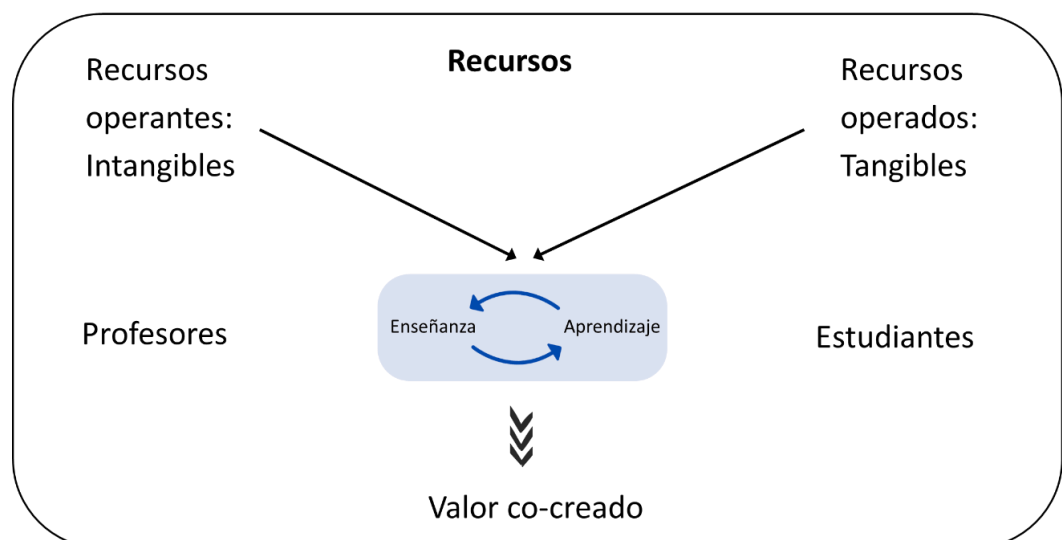 Recursos
Recursos
operantes:
Intangibles
Recursos
operados:
Tangibles
Profesores
Enseñanza
Aprendizaje
Estudiantes
Valor co-creado